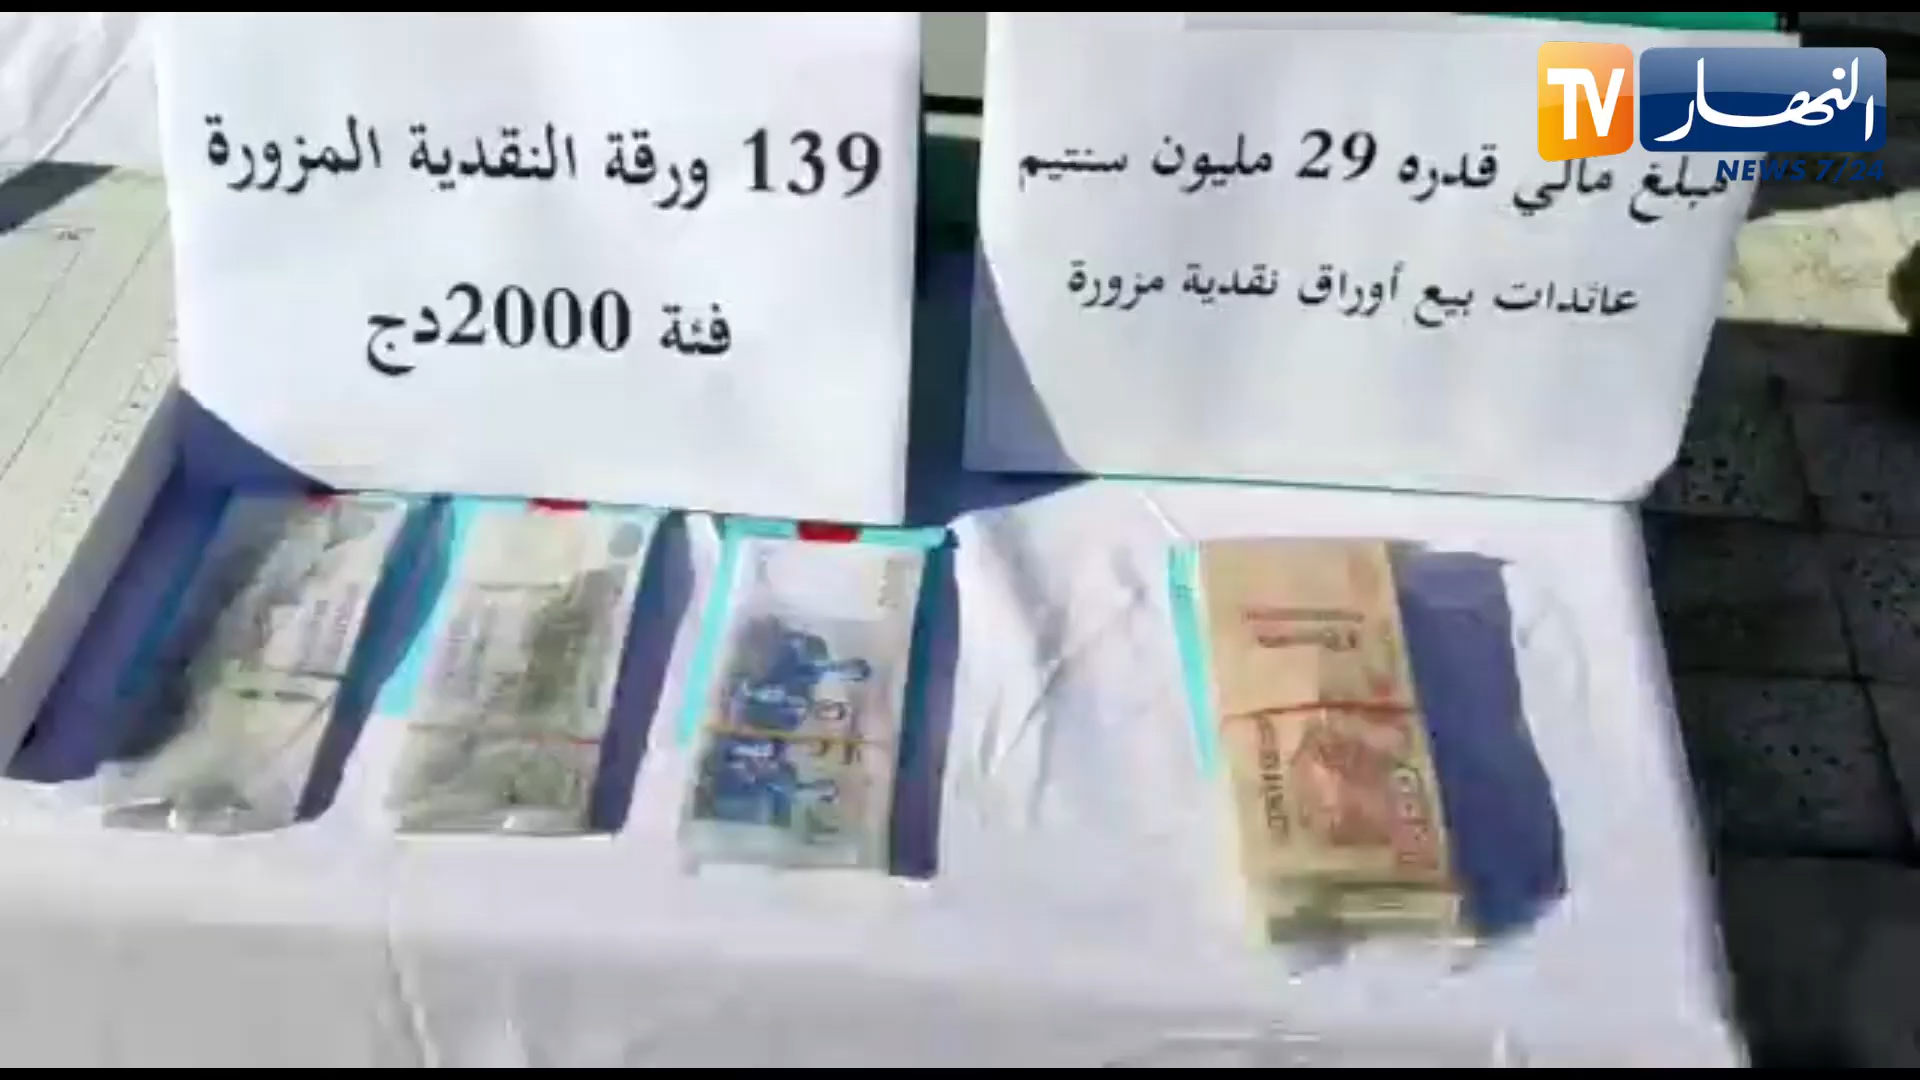 النهار TV
NEWS 7/24
مبلغ مالي قدره 29 مليون سنتيم
عائدات بيع أوراق نقدية مزورة
139 ورقة النقدية المزورة
فئة 2000دج